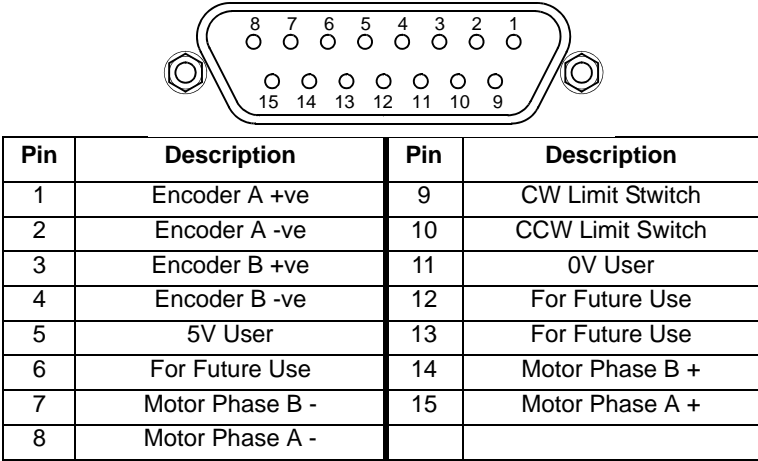 8 7 6 5 4 3 2 1
15 14 13 12 11 10 9
Pin Description Pin Description
1 Encoder A +ve 9 CW Limit Stwitch
2 Encoder A -ve 10 CCW Limit Switch
3 Encoder B +ve 11 0V User
4 Encoder B -ve 12 For Future Use
5 5V User 13 For Future Use
6 For Future Use 14 Motor Phase B +
7 Motor Phase B - 15 Motor Phase A +
8 Motor Phase A -